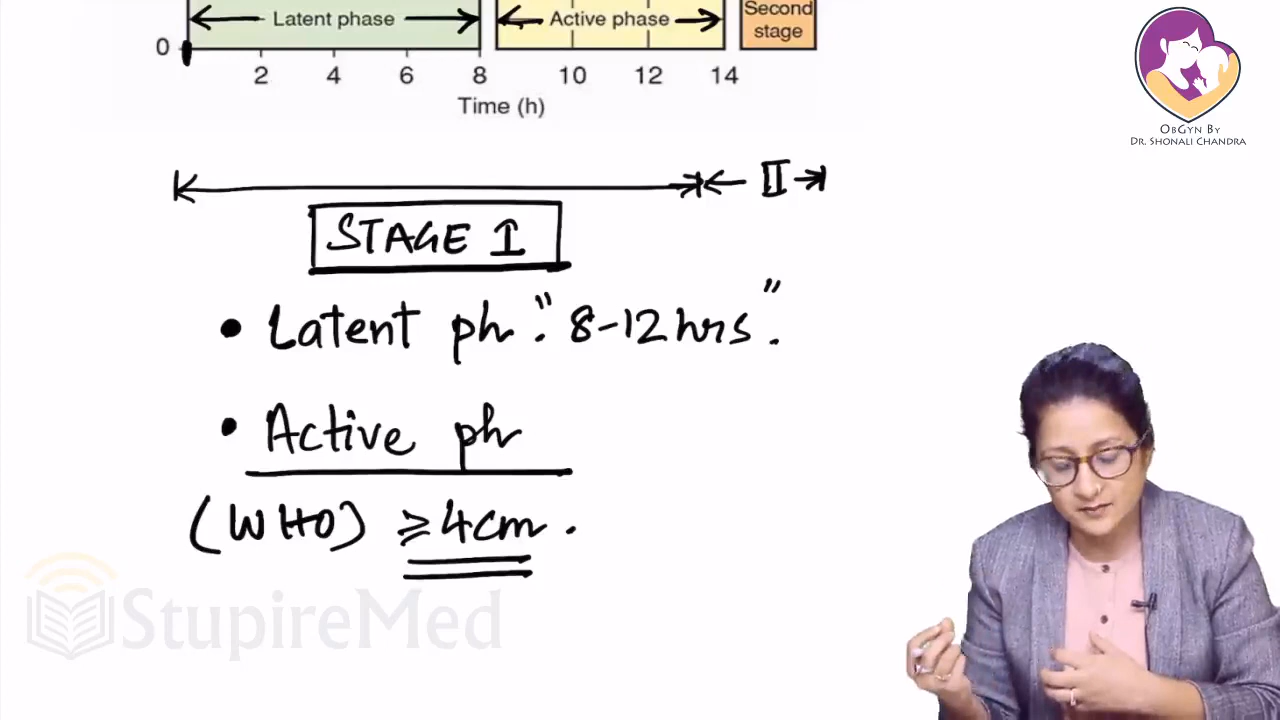 Latent phase
Active phase
Second
stage
0
2 4 6 8 10 12 14
Time (h)
OBGYN BY
DR. SHONALI CHANDRA
II
STAGE I
• Latent ph : "8-12 hrs".
• Active ph
(WHO) ≥4cm.
StupireMed